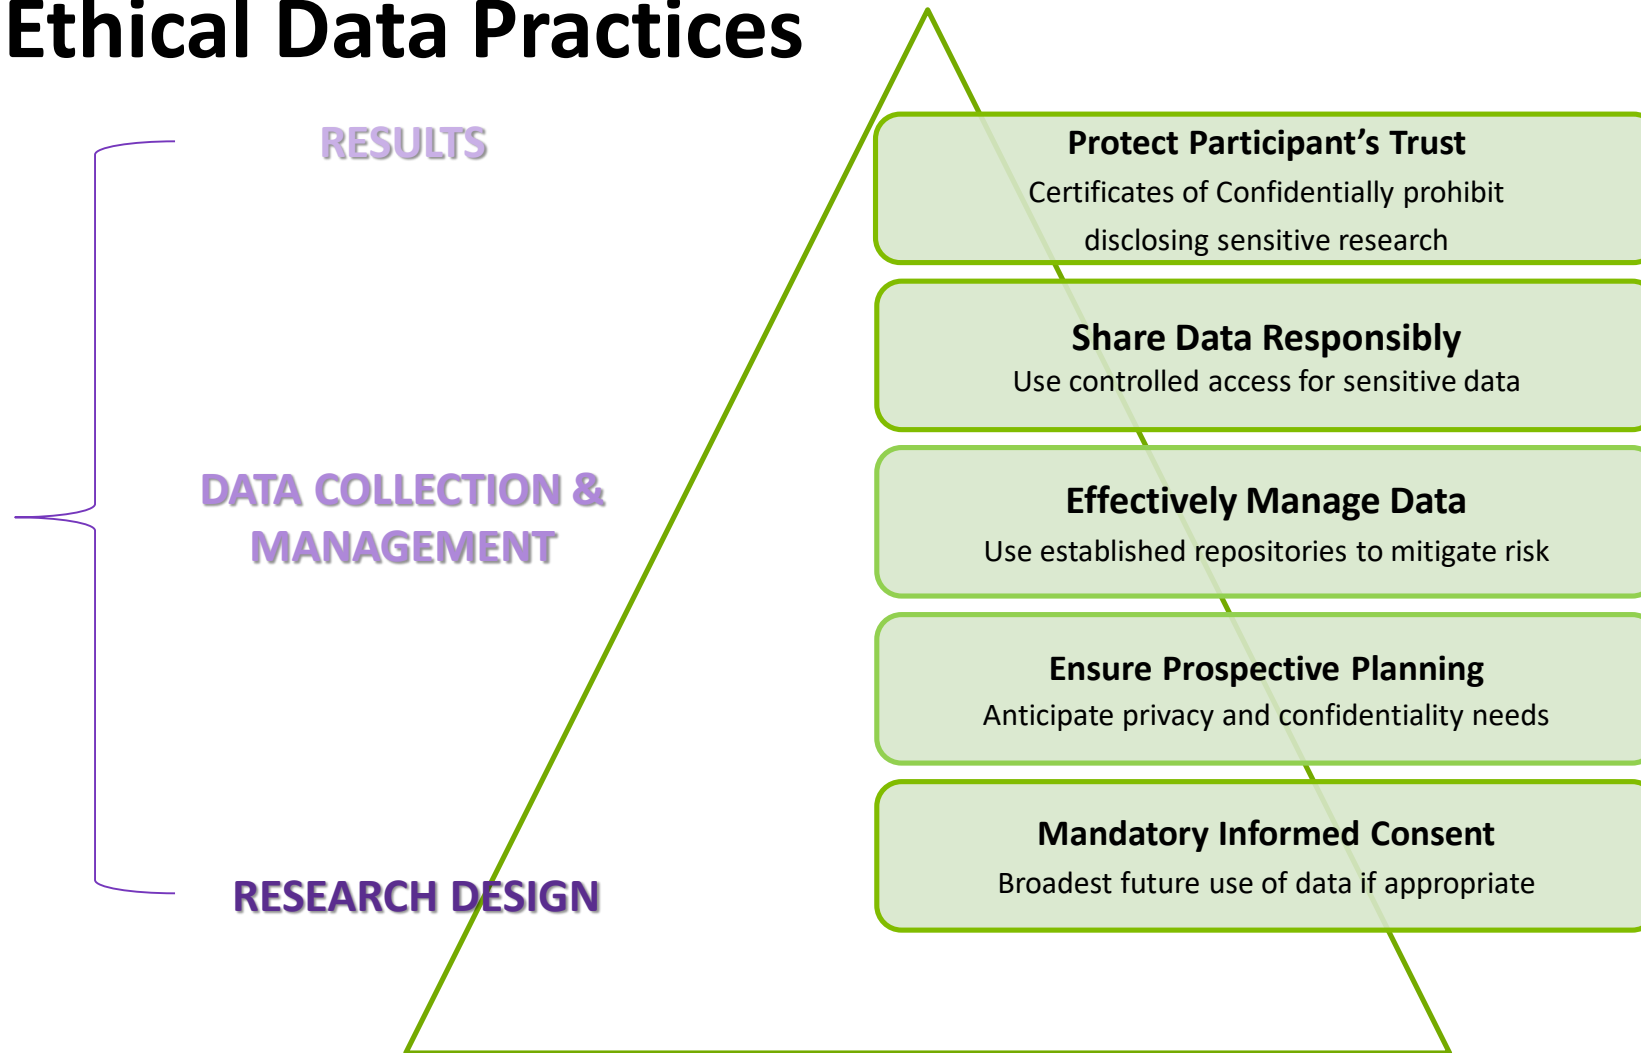 Ethical Data Practices
RESULTS
DATA COLLECTION &
MANAGEMENT
RESEARCH DESIGN
Protect Participant’s Trust
Certificates of Confidentially prohibit
disclosing sensitive research
Share Data Responsibly
Use controlled access for sensitive data
Effectively Manage Data
Use established repositories to mitigate risk
Ensure Prospective Planning
Anticipate privacy and confidentiality needs
Mandatory Informed Consent
Broadest future use of data if appropriate